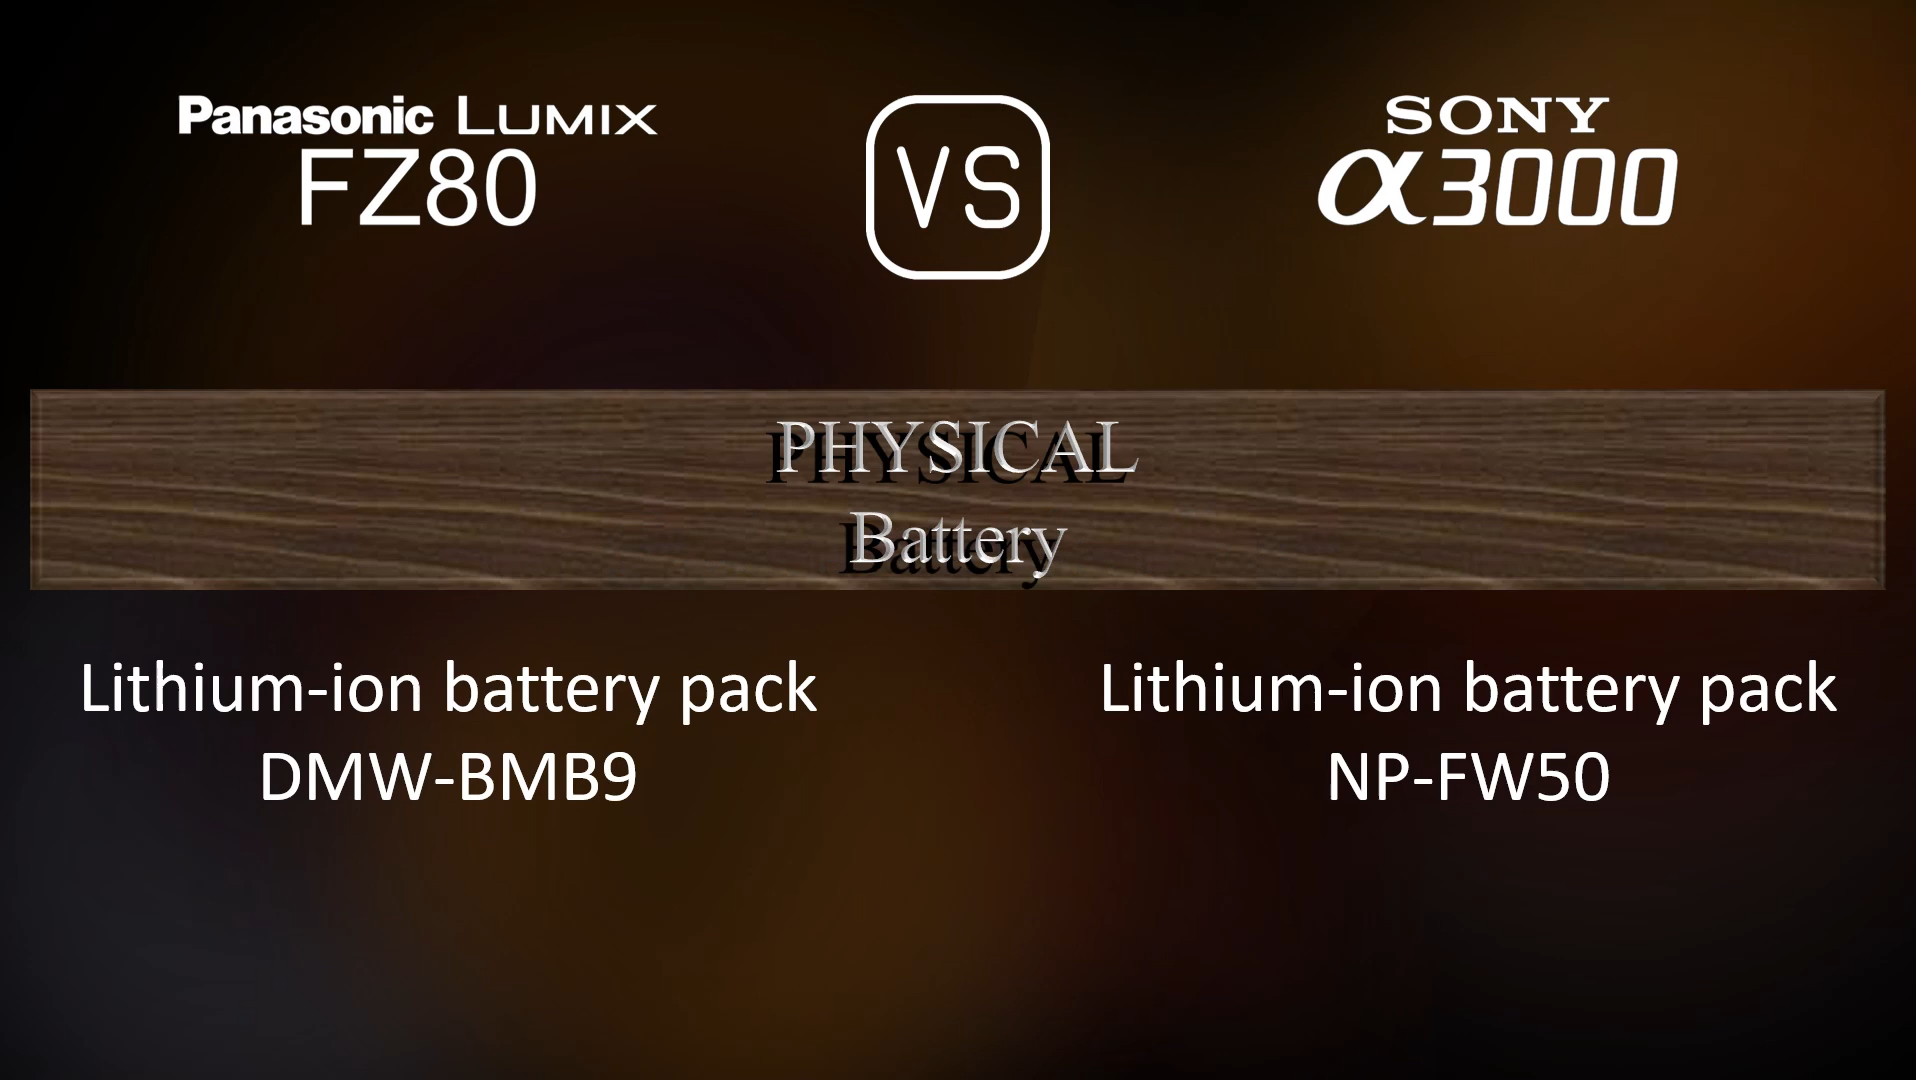 Panasonic LUMIX
FZ80
VS
SONY
α3000
PHYSICAL
Battery
Lithium-ion battery pack
DMW-BMB9
Lithium-ion battery pack
NP-FW50